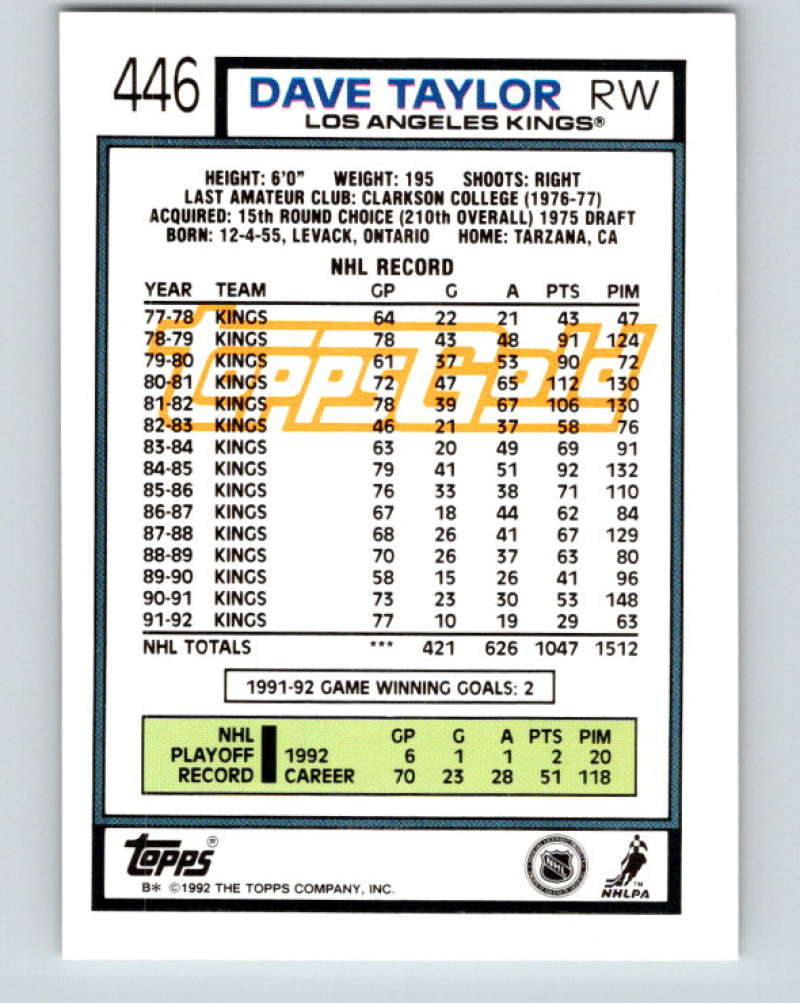 446 DAVE TAYLOR RW
LOS ANGELES KINGS®
HEIGHT: 6'0" WEIGHT: 195 SHOOTS: RIGHT
LAST AMATEUR CLUB: CLARKSON COLLEGE (1976-77)
ACQUIRED: 15th ROUND CHOICE (210th OVERALL) 1975 DRAFT
BORN: 12-4-55, LEVACK, ONTARIO HOME: TARZANA, CA
NHL RECORD
YEAR TEAM GP G A PTS PIM
77-78 KINGS 64 22 21 43 47
78-79 KINGS 78 43 48 91 124
79-80 KINGS 61 37 53 90 72
80-81 KINGS 72 47 65 112 130
81-82 KINGS 78 39 67 106 130
82-83 KINGS 46 21 37 58 76
83-84 KINGS 63 20 49 69 91
84-85 KINGS 79 41 51 92 132
85-86 KINGS 76 33 38 71 110
86-87 KINGS 67 18 44 62 84
87-88 KINGS 68 26 41 67 129
88-89 KINGS 70 26 37 63 80
89-90 KINGS 58 15 26 41 96
90-91 KINGS 73 23 30 53 148
91-92 KINGS 77 10 19 29 63
NHL TOTALS *** 421 626 1047 1512
ToppsGold
1991-92 GAME WINNING GOALS: 2
NHL GP G A PTS PIM
PLAYOFF 1992 6 1 1 2 20
RECORD CAREER 70 23 28 51 118
Topps®
B* ©1992 THE TOPPS COMPANY, INC.
NHL
NHLPA™